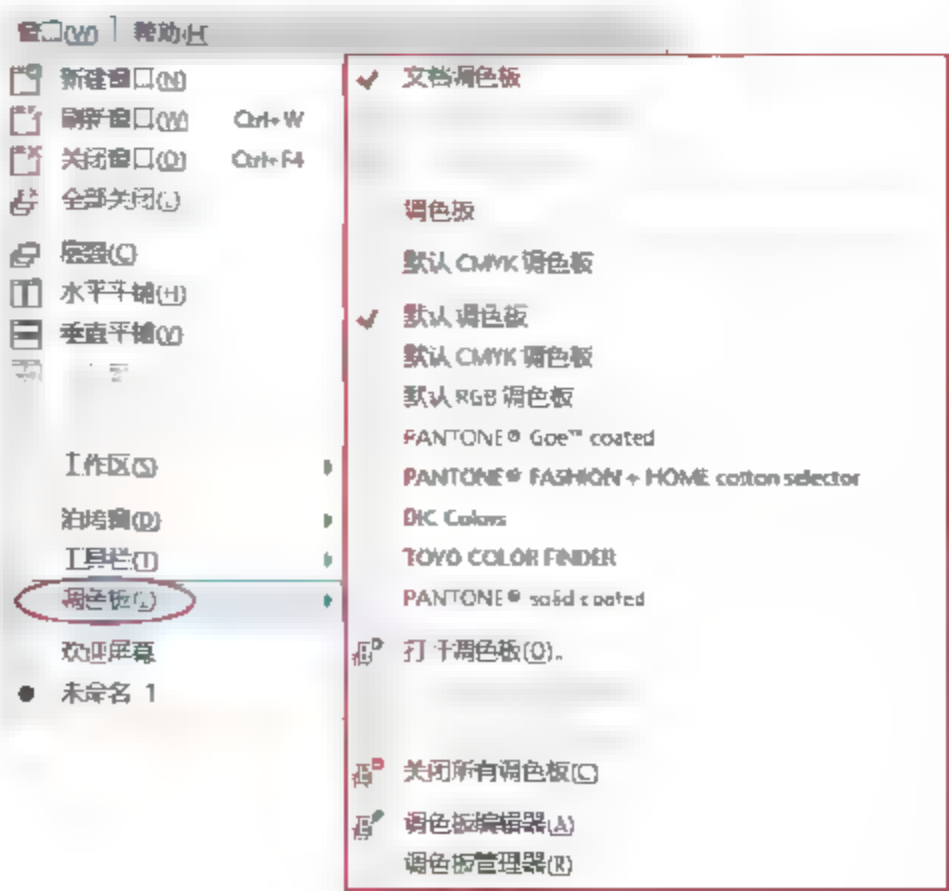 窗口(W) 帮助(H)
新建窗口(N)
刷新窗口(W) Ctrl+W
关闭窗口(O) Ctrl+F4
全部关闭(L)
层叠(C)
水平平铺(H)
垂直平铺(V)
工作区(S)
泊坞窗(D)
工具栏(T)
调色板(L)
欢迎屏幕
未命名 1
文档调色板
调色板
默认 CMYK 调色板
默认调色板
默认 CMYK 调色板
默认 RGB 调色板
PANTONE® Goe™ coated
PANTONE® FASHION + HOME cotton selector
DIC Colors
TOYO COLOR FINDER
PANTONE® solid coated
打开调色板(O)...
关闭所有调色板(C)
调色板编辑器(A)
调色板管理器(R)